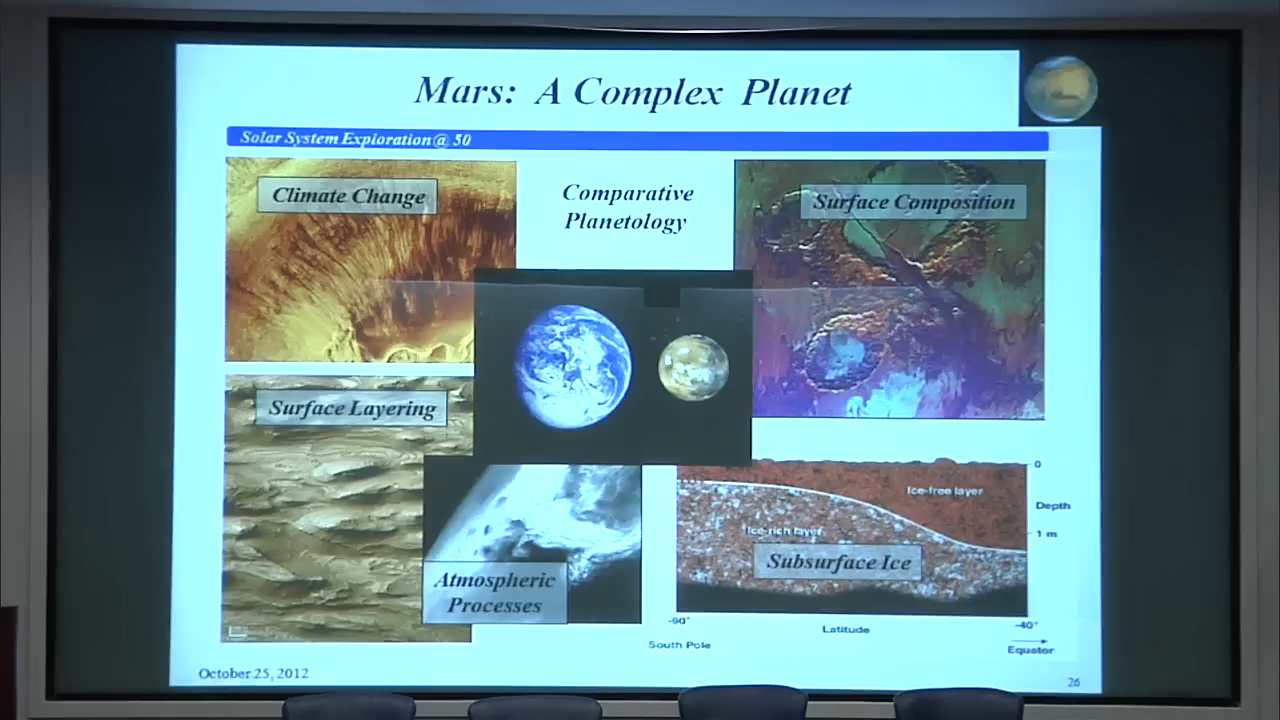 Mars: A Complex Planet
Solar System Exploration@ 50
Climate Change
Comparative
Planetology
Surface Composition
Surface Layering
Atmospheric
Processes
0
Ice-free layer
Depth
Ice-rich layer
1 m
Subsurface Ice
-90°
-40°
Latitude
South Pole
Equator
October 25, 2012
26